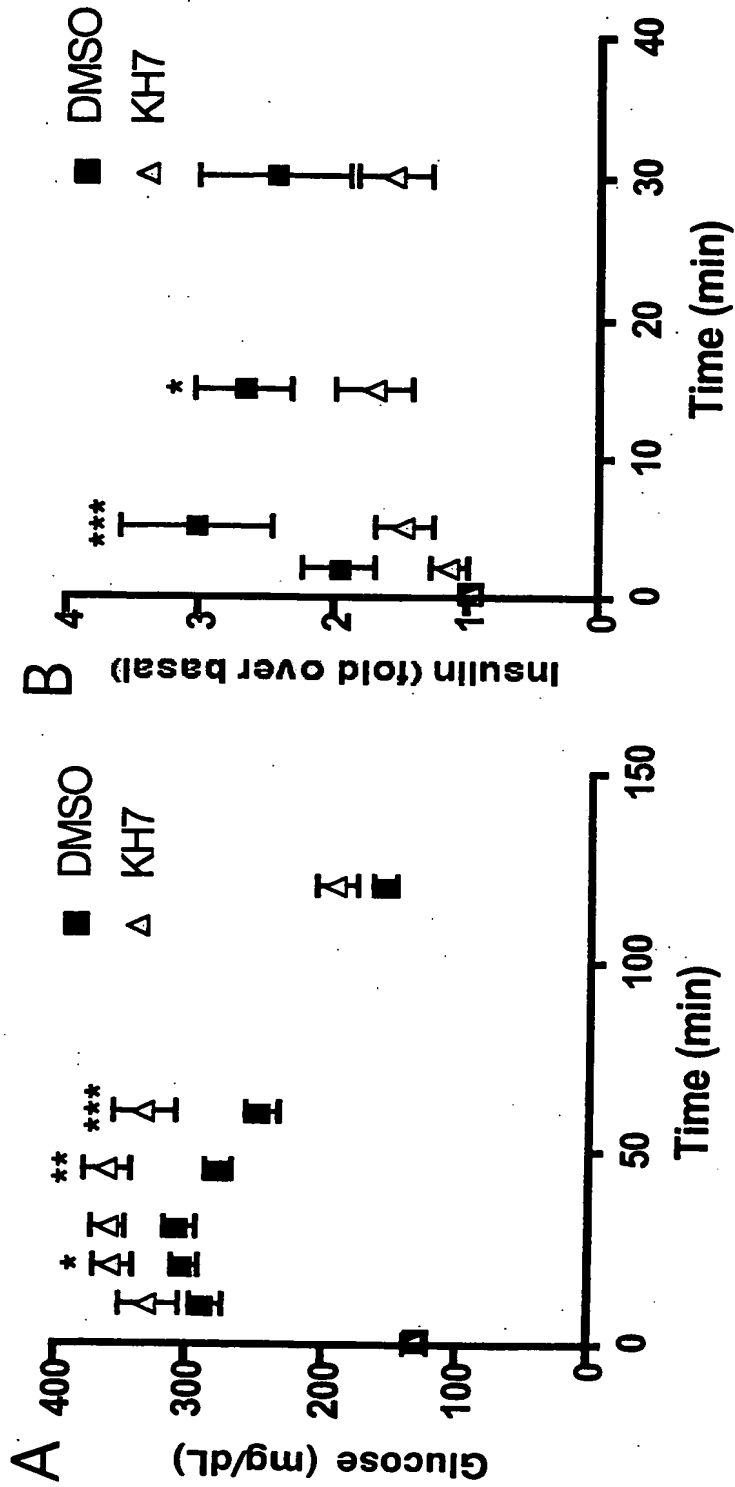 A
Glucose (mg/dL)
400
300
200
100
0
*
**
***
DMSO
KH7
0
50
100
150
Time (min)
B
Insulin (fold over basal)
4
3
2
1
0
***
*
DMSO
KH7
0
10
20
30
40
Time (min)